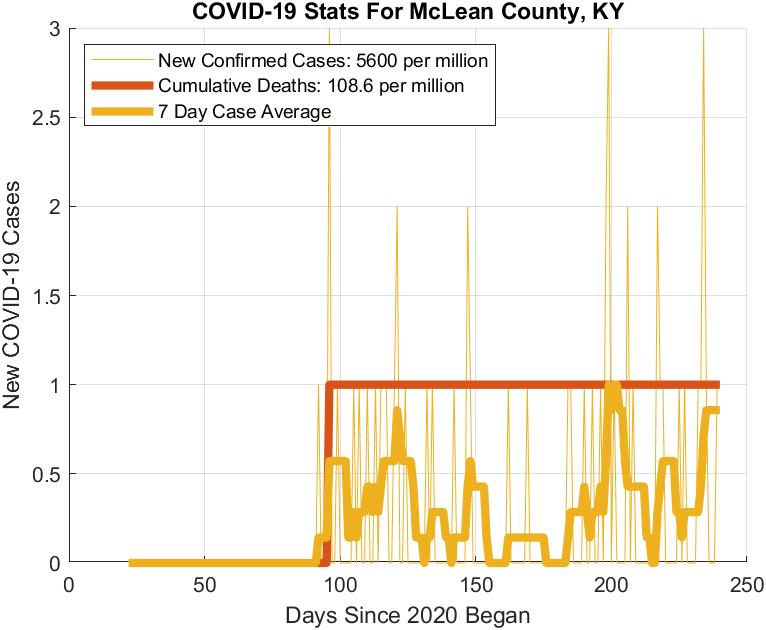 COVID-19 Stats For McLean County, KY
New Confirmed Cases: 5600 per million
Cumulative Deaths: 108.6 per million
7 Day Case Average
New COVID-19 Cases
3
2.5
2
1.5
1
0.5
0
0 50 100 150 200 250
Days Since 2020 Began